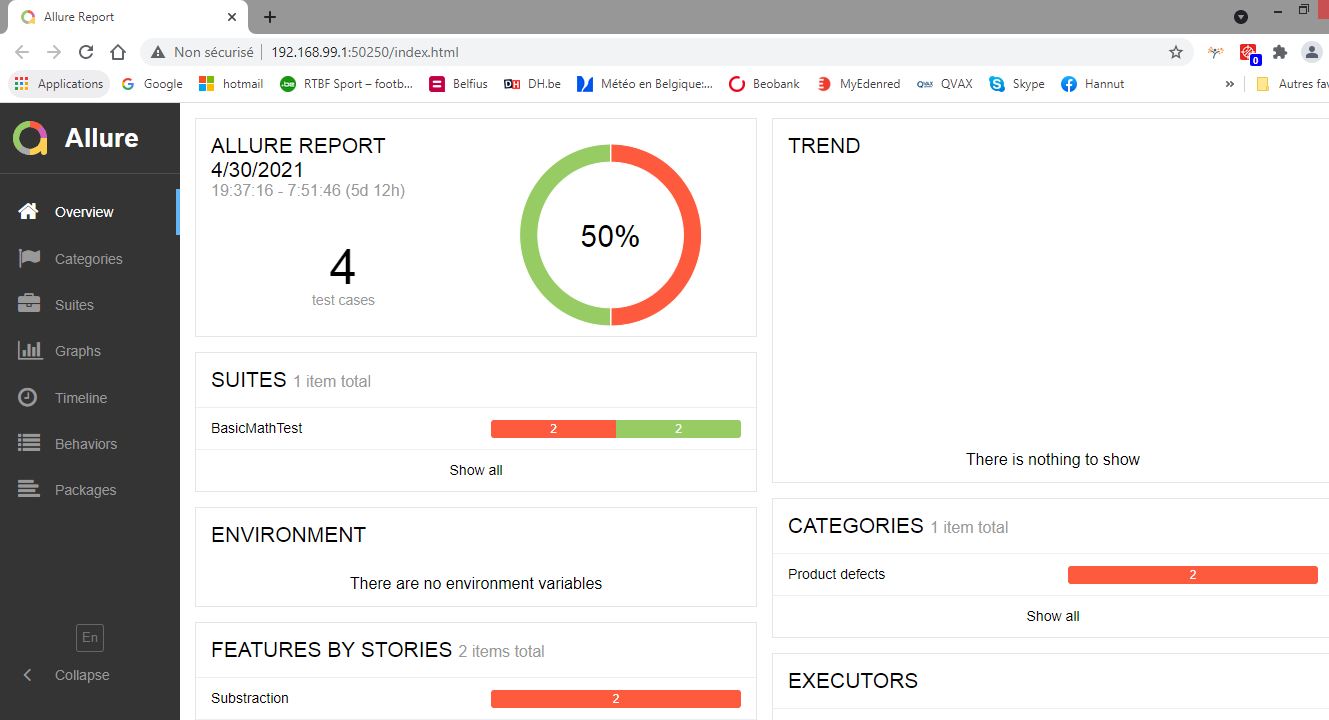 Allure Report
Non sécurisé
192.168.99.1:50250/index.html
0
Applications
Google
hotmail
RTBF Sport – footb...
Belfius
DH
DH.be
Météo en Belgique:...
Beobank
MyEdenred
QVAX
QVAX
Skype
Hannut
»
Autres fav
Allure
Overview
Categories
Suites
Graphs
Timeline
Behaviors
Packages
En
Collapse
ALLURE REPORT
4/30/2021
19:37:16 - 7:51:46 (5d 12h)
4
test cases
50%
SUITES 1 item total
BasicMathTest
2 2
Show all
ENVIRONMENT
There are no environment variables
FEATURES BY STORIES 2 items total
Substraction
2
TREND
There is nothing to show
CATEGORIES 1 item total
Product defects
2
Show all
EXECUTORS